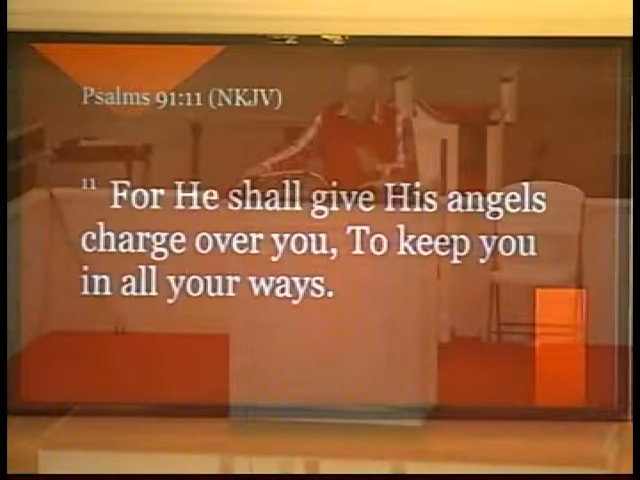 Psalms 91:11 (NKJV)
11 For He shall give His angels
charge over you, To keep you
in all your ways.